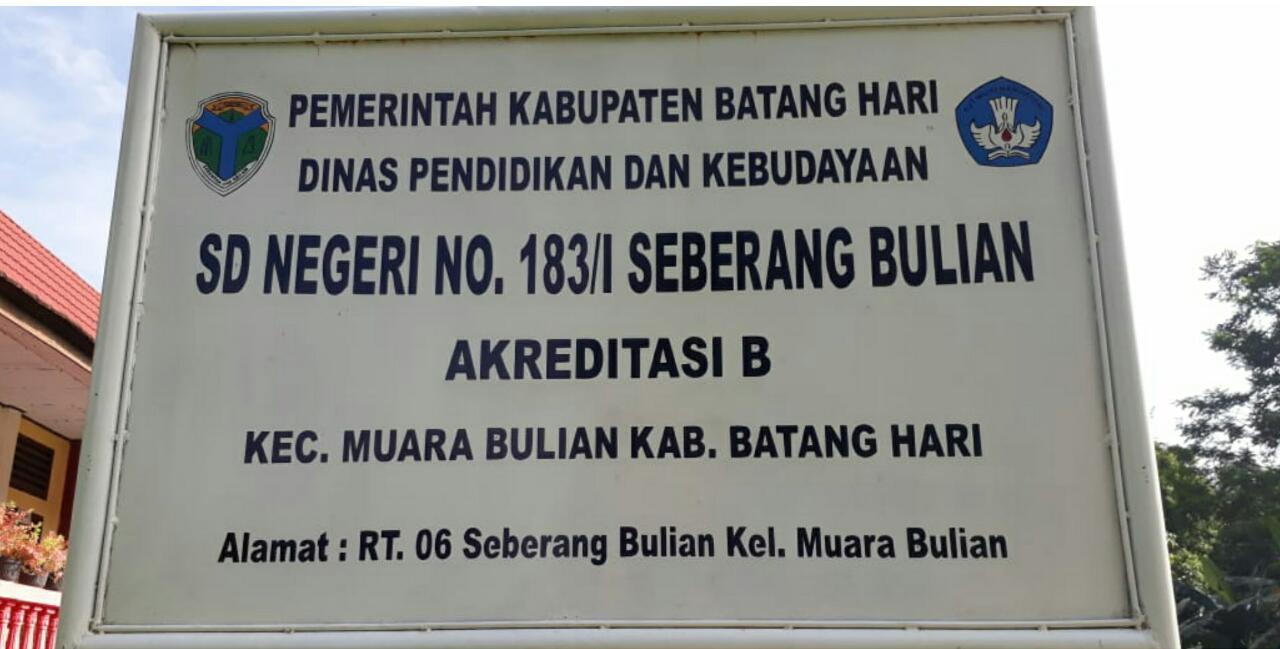 PEMERINTAH KABUPATEN BATANG HARI
DINAS PENDIDIKAN DAN KEBUDAYAAN
SD NEGERI NO. 183/I SEBERANG BULIAN
AKREDITASI B
KEC. MUARA BULIAN KAB. BATANG HARI
Alamat : RT. 06 Seberang Bulian Kel. Muara Bulian